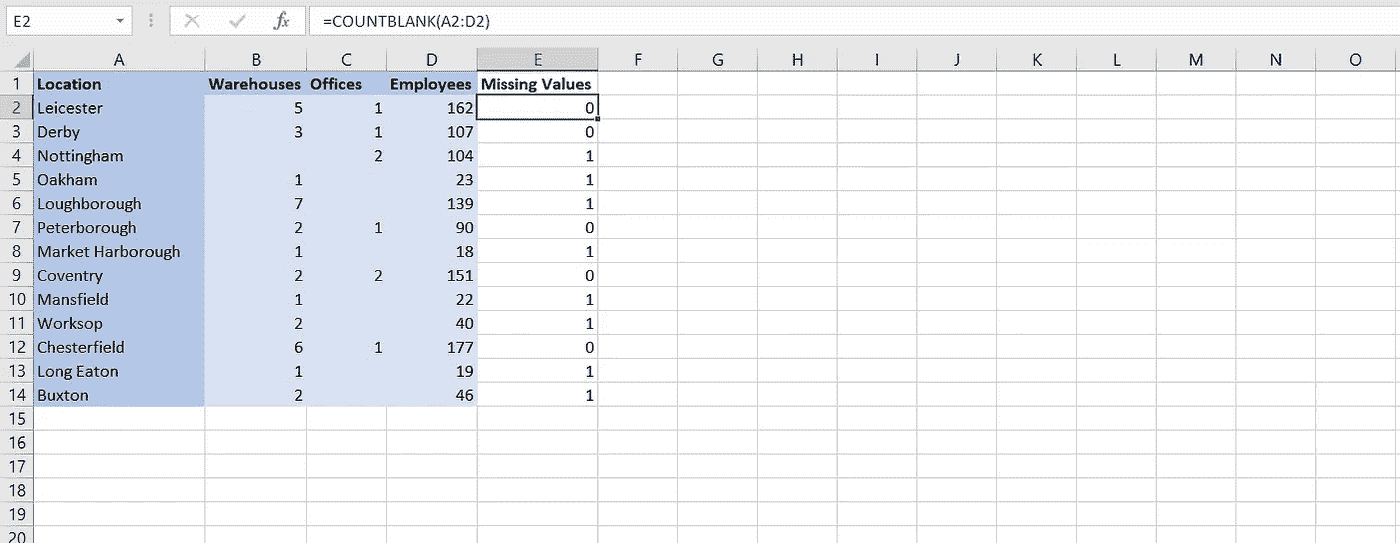 E2 fx =COUNTBLANK(A2:D2)
A B C D E F G H I J K L M N O
1 Location Warehouses Offices Employees Missing Values
2 Leicester 5 1 162 0
3 Derby 3 1 107 0
4 Nottingham 2 104 1
5 Oakham 1 23 1
6 Loughborough 7 139 1
7 Peterborough 2 1 90 0
8 Market Harborough 1 18 1
9 Coventry 2 2 151 0
10 Mansfield 1 22 1
11 Worksop 2 40 1
12 Chesterfield 6 1 177 0
13 Long Eaton 1 19 1
14 Buxton 2 46 1
15
16
17
18
19
20